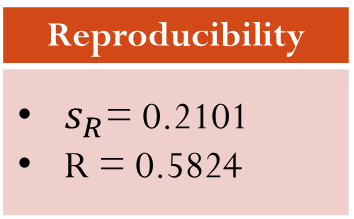 Reproducibility
• s_R = 0.2101
• R = 0.5824